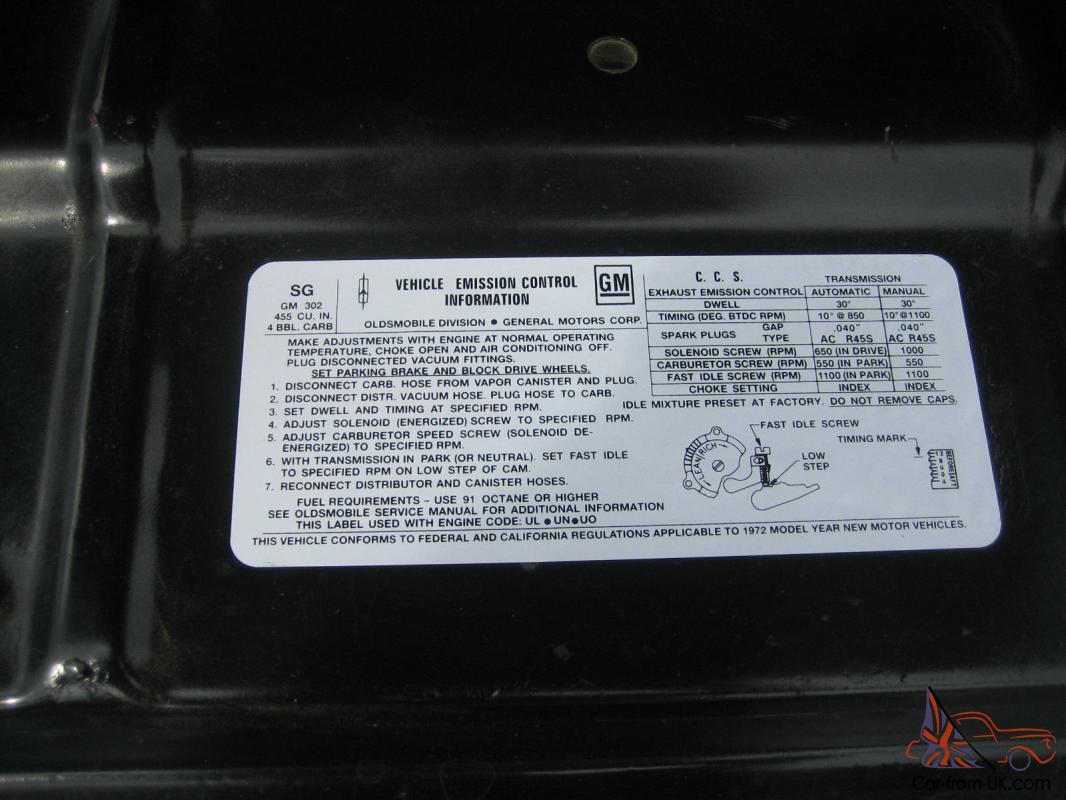 SG
GM 302
455 CU. IN.
4 BBL. CARB
VEHICLE EMISSION CONTROL
INFORMATION
GM
OLDSMOBILE DIVISION ● GENERAL MOTORS CORP.
MAKE ADJUSTMENTS WITH ENGINE AT NORMAL OPERATING
TEMPERATURE, CHOKE OPEN AND AIR CONDITIONING OFF.
PLUG DISCONNECTED VACUUM FITTINGS.
SET PARKING BRAKE AND BLOCK DRIVE WHEELS.
1. DISCONNECT CARB. HOSE FROM VAPOR CANISTER AND PLUG.
2. DISCONNECT DISTR. VACUUM HOSE. PLUG HOSE TO CARB.
3. SET DWELL AND TIMING AT SPECIFIED RPM.
4. ADJUST SOLENOID (ENERGIZED) SCREW TO SPECIFIED RPM.
5. ADJUST CARBURETOR SPEED SCREW (SOLENOID DE-
ENERGIZED) TO SPECIFIED RPM.
6. WITH TRANSMISSION IN PARK (OR NEUTRAL). SET FAST IDLE
TO SPECIFIED RPM ON LOW STEP OF CAM.
7. RECONNECT DISTRIBUTOR AND CANISTER HOSES.
FUEL REQUIREMENTS - USE 91 OCTANE OR HIGHER
SEE OLDSMOBILE SERVICE MANUAL FOR ADDITIONAL INFORMATION
THIS LABEL USED WITH ENGINE CODE: UL ● UN ● UO
C. C. S. TRANSMISSION
EXHAUST EMISSION CONTROL AUTOMATIC MANUAL
DWELL 30° 30°
TIMING (DEG. BTDC RPM) 10° @ 850 10° @ 1100
SPARK PLUGS GAP .040" .040"
TYPE AC R45S AC R45S
SOLENOID SCREW (RPM) 650 (IN DRIVE) 1000
CARBURETOR SCREW (RPM) 550 (IN PARK) 550
FAST IDLE SCREW (RPM) 1100 (IN PARK) 1100
CHOKE SETTING INDEX INDEX
IDLE MIXTURE PRESET AT FACTORY. DO NOT REMOVE CAPS.
LEAN RICH
FAST IDLE SCREW
LOW
STEP
TIMING MARK
BEFORE
THIS VEHICLE CONFORMS TO FEDERAL AND CALIFORNIA REGULATIONS APPLICABLE TO 1972 MODEL YEAR NEW MOTOR VEHICLES.
Car-from-UK.com